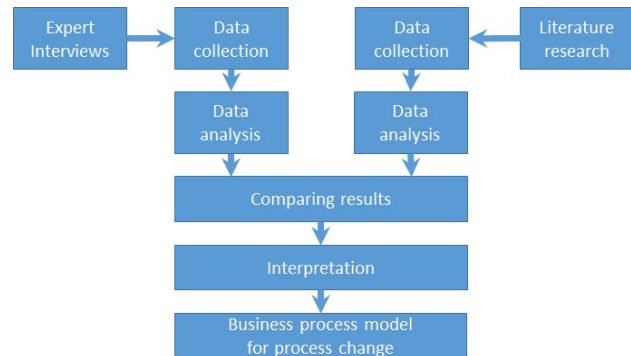 Expert
Interviews
Data
collection
Data
collection
Literature
research
Data
analysis
Data
analysis
Comparing results
Interpretation
Business process model
for process change